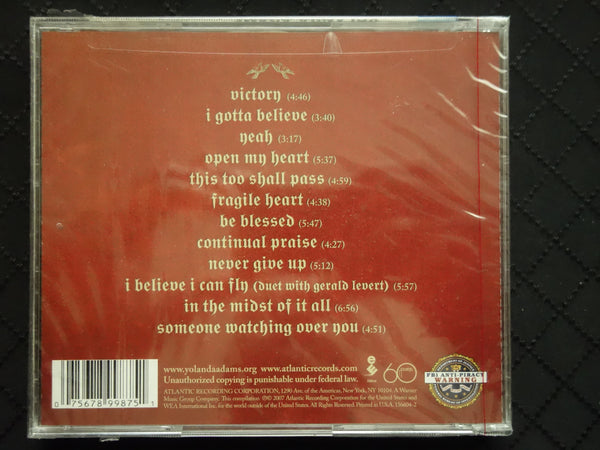 victory (4:46)
i gotta believe (3:40)
yeah (3:17)
open my heart (5:37)
this too shall pass (4:59)
fragile heart (4:38)
be blessed (5:47)
continual praise (4:27)
never give up (5:12)
i believe i can fly (duet with gerald levert) (5:57)
in the midst of it all (6:56)
someone watching over you (4:51)
www.yolandaadams.org www.atlanticrecords.com
Unauthorized copying is punishable under federal law.
ATLANTIC RECORDING CORPORATION, 1290 Ave. of the Americas, New York, NY 10104. A Warner
Music Group Company. This compilation ℗© 2007 Atlantic Recording Corporation for the United States and
WEA International Inc. for the world outside of the United States. All Rights Reserved. Printed in U.S.A. 156604-2
60
FBI ANTI-PIRACY
WARNING
0 75678 99875 1